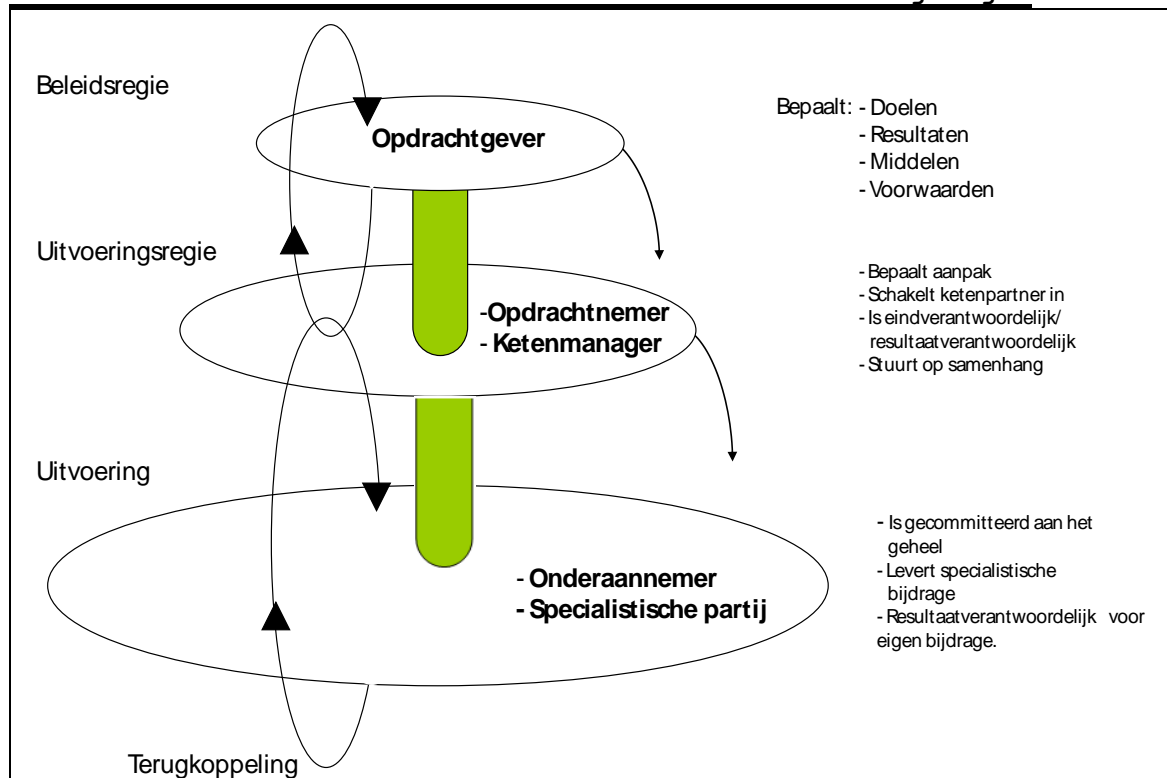 Beleidsregie
Opdrachtgever
Bepaalt: - Doelen
- Resultaten
- Middelen
- Voorwaarden
Uitvoeringsregie
-Opdrachtnemer
- Ketenmanager
- Bepaalt aanpak
- Schakelt ketenpartner in
- Is eindverantwoordelijk/
resultaatverantwoordelijk
- Stuurt op samenhang
Uitvoering
- Onderaannemer
- Specialistische partij
- Is gecommitteerd aan het
geheel
- Levert specialistische
bijdrage
- Resultaatverantwoordelijk voor
eigen bijdrage.
Terugkoppeling